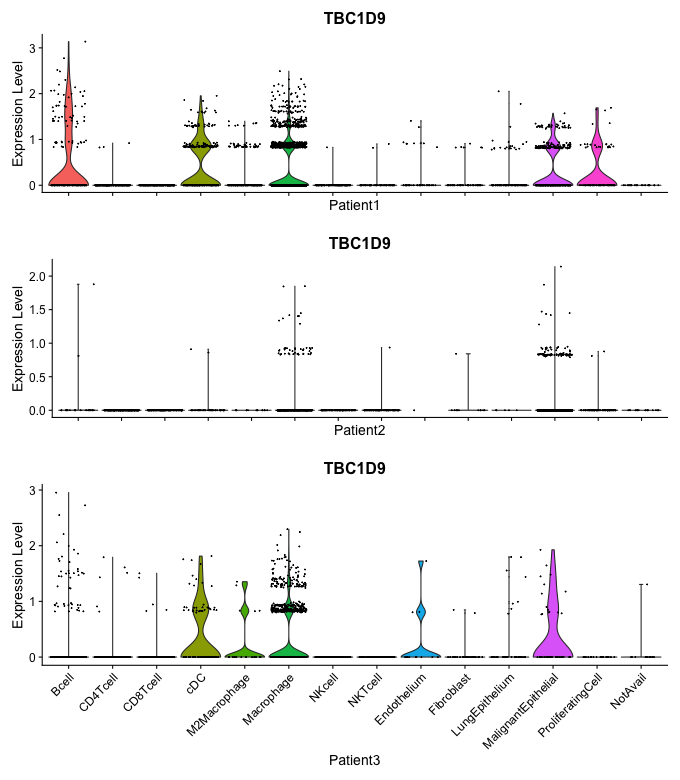 TBC1D9
Expression Level
3
2
1
0
Patient1
TBC1D9
Expression Level
2.0
1.5
1.0
0.5
0.0
Patient2
TBC1D9
Expression Level
3
2
1
0
Bcell
CD4Tcell
CD8Tcell
cDC
M2Macrophage
Macrophage
NKcell
NKTcell
Endothelium
Fibroblast
LungEpithelium
MalignantEpithelial
ProliferatingCell
NotAvail
Patient3